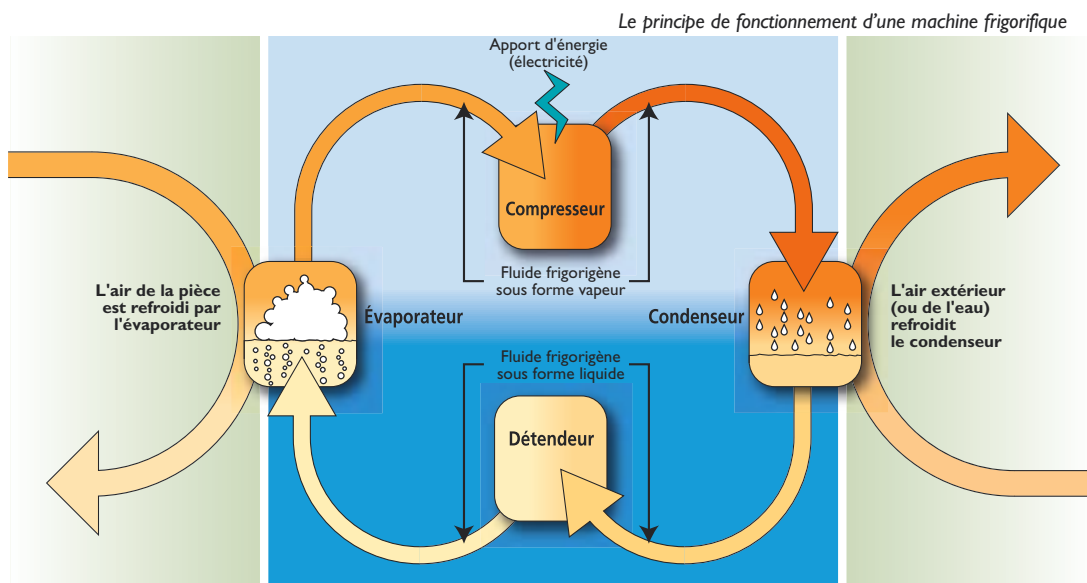 Le principe de fonctionnement d'une machine frigorifique
Apport d'énergie
(électricité)
Compresseur
Fluide frigorigène
sous forme vapeur
L'air de la pièce
est refroidi par
l'évaporateur
Évaporateur
Condenseur
L'air extérieur
(ou de l'eau)
refroidit
le condenseur
Fluide frigorigène
sous forme liquide
Détendeur